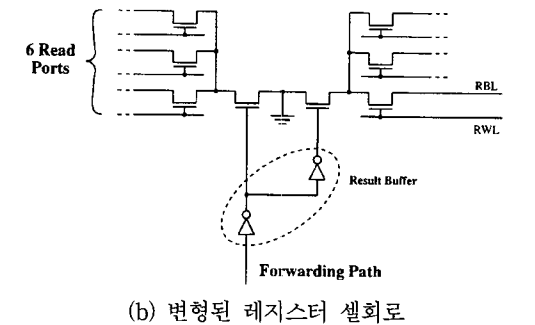 6 Read
Ports
RBL
RWL
Result Buffer
Forwarding Path
(b) 변형된 레지스터 셀회로